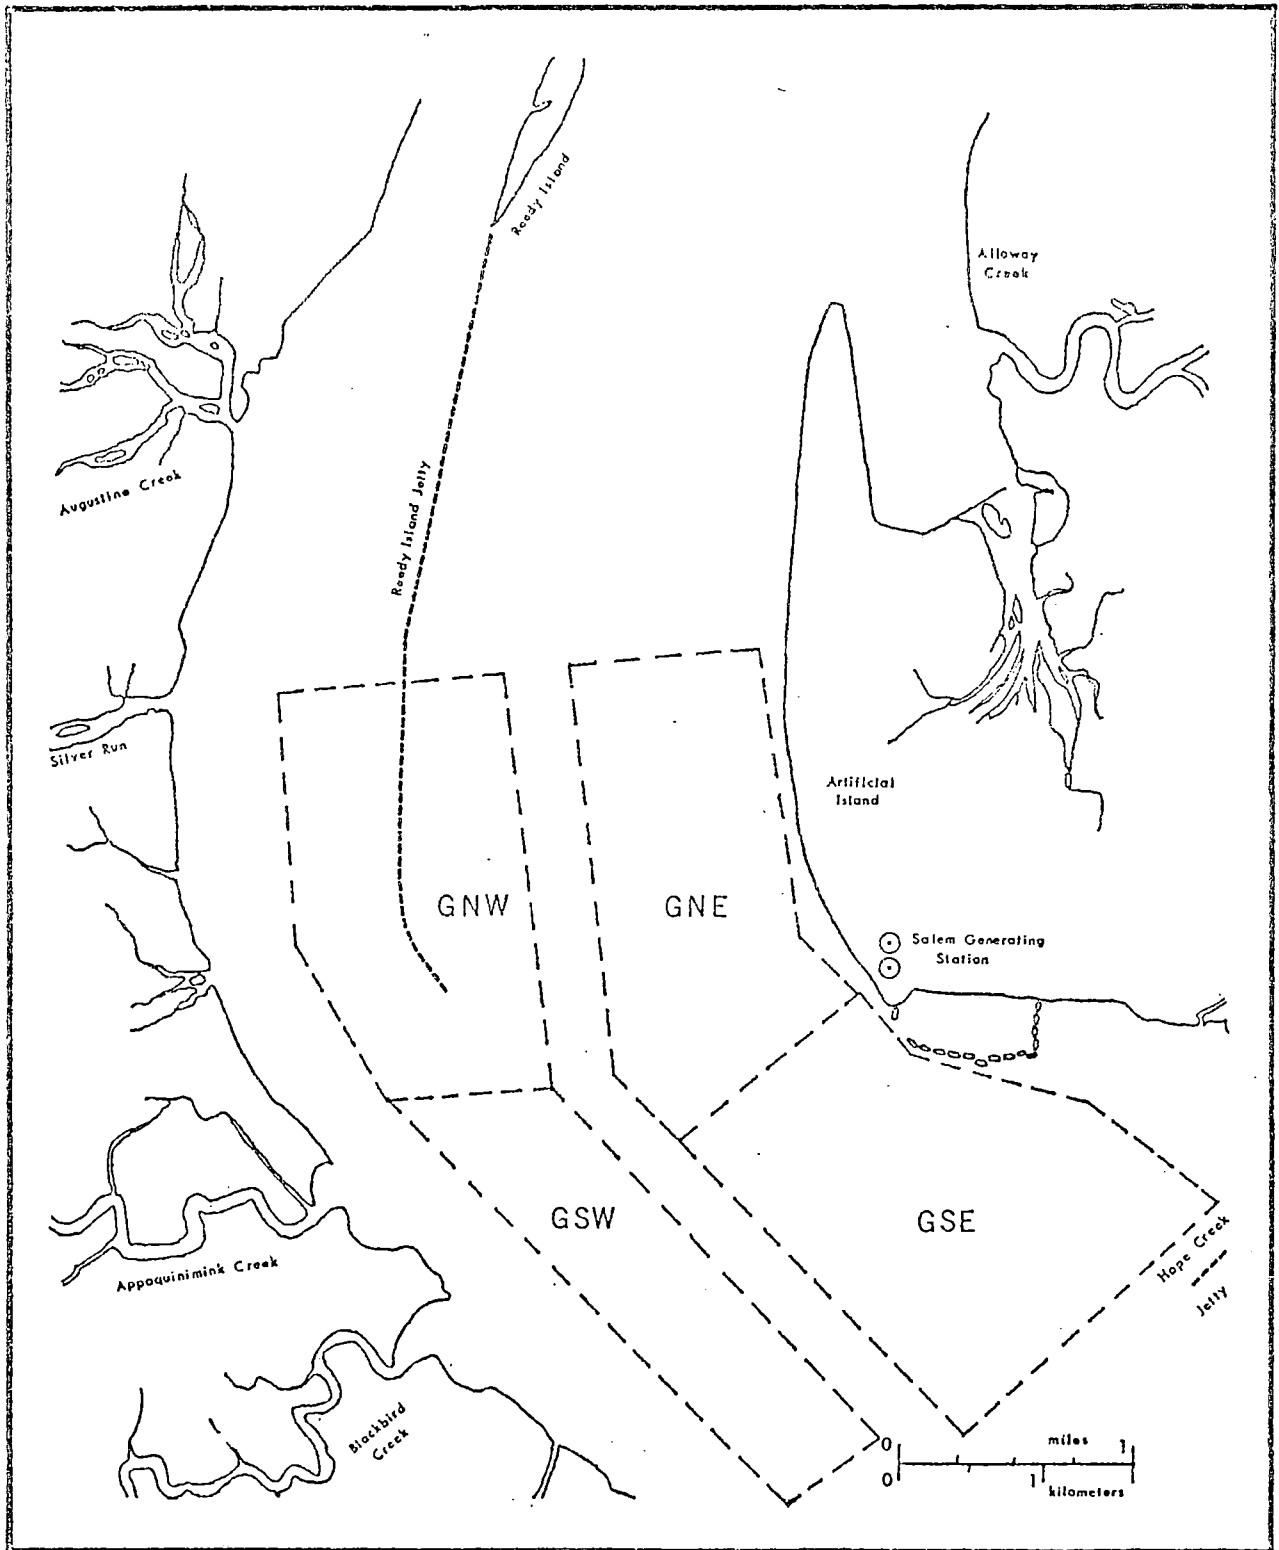 Reedy Island
Alloway
Creek
Augustine Creek
Reedy Island Jetty
Silver Run
Artificial
Island
GNW
GNE
Salem Generating
Station
GSW
GSE
Hope Creek
Jetty
Appoquinimink Creek
Blackbird
Creek
0 miles 1
0 1
kilometers